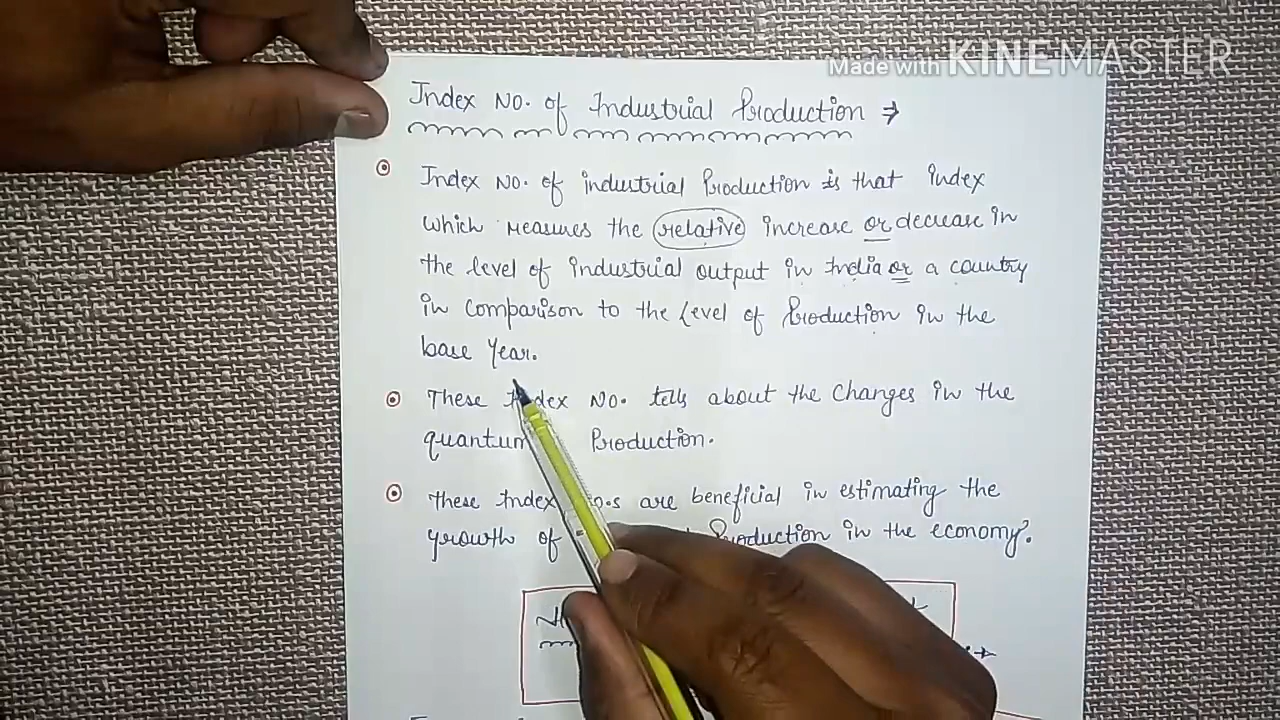 Made with KINEMASTER
Index No. of Industrial Production ⇒
Index No. of industrial Production is that index
which measures the relative increase or decrease in
the level of industrial output in India or a country
in comparison to the level of Production in the
base year.
These Index No. tells about the changes in the
quantum Production.
These Index No.s are beneficial in estimating the
growth of Production in the economy.